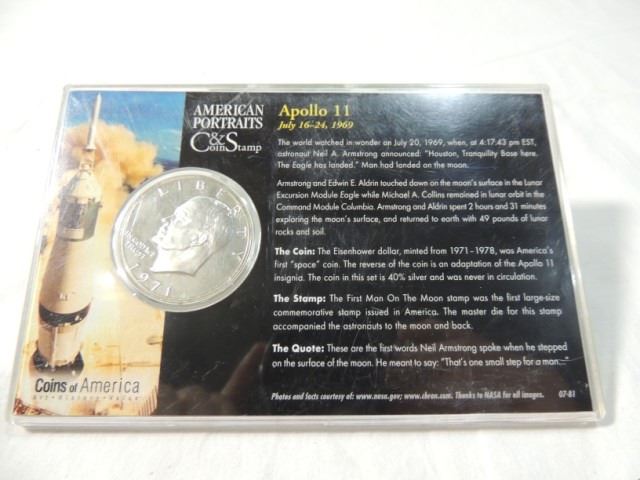 AMERICAN
PORTRAITS
Coin & Stamp
LIBERTY
IN GOD WE
TRUST
1971
Coins of America
Art • History • Value
Apollo 11
July 16–24, 1969
The world watched in wonder on July 20, 1969, when, at 4:17:43 pm EST,
astronaut Neil A. Armstrong announced: "Houston, Tranquility Base here.
The Eagle has landed." Man had landed on the moon.
Armstrong and Edwin E. Aldrin touched down on the moon's surface in the Lunar
Excursion Module Eagle while Michael A. Collins remained in lunar orbit in the
Command Module Columbia. Armstrong and Aldrin spent 2 hours and 31 minutes
exploring the moon's surface, and returned to earth with 49 pounds of lunar
rocks and soil.
The Coin: The Eisenhower dollar, minted from 1971–1978, was America's
first "space" coin. The reverse of the coin is an adaptation of the Apollo 11
insignia. The coin in this set is 40% silver and was never in circulation.
The Stamp: The First Man On The Moon stamp was the first large-size
commemorative stamp issued in America. The master die for this stamp
accompanied the astronauts to the moon and back.
The Quote: These are the first words Neil Armstrong spoke when he stepped
on the surface of the moon. He meant to say: "That's one small step for a man..."
Photos and facts courtesy of: www.nasa.gov; www.cbran.com. Thanks to NASA for all images. 07-81